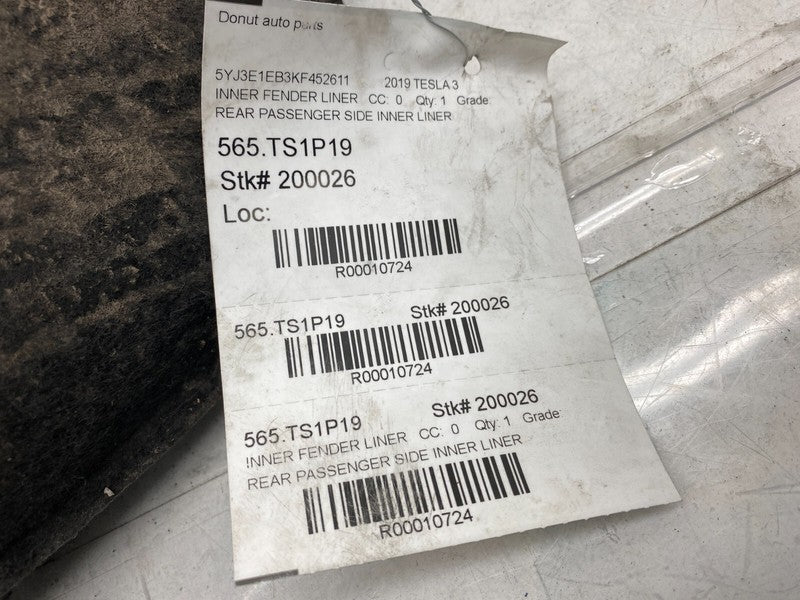 Donut auto parts
5YJ3E1EB3KF452611 2019 TESLA 3
INNER FENDER LINER CC: 0 Qty: 1 Grade:
REAR PASSENGER SIDE INNER LINER
565.TS1P19
Stk# 200026
Loc:
R00010724
565.TS1P19 Stk# 200026
R00010724
565.TS1P19 Stk# 200026
INNER FENDER LINER CC: 0 Qty: 1 Grade:
REAR PASSENGER SIDE INNER LINER
R00010724